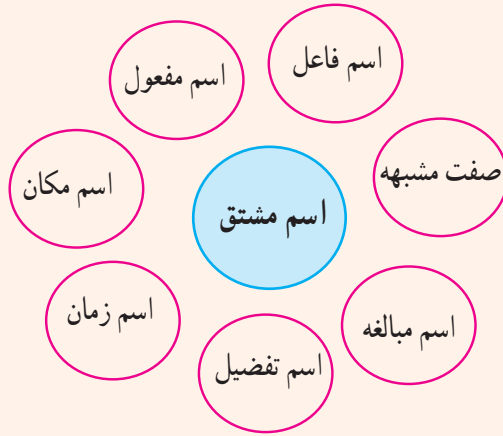 اسم فاعل
اسم مفعول
صفت مشبهه
اسم مکان
اسم مشتق
اسم زمان
اسم مبالغه
اسم تفضیل